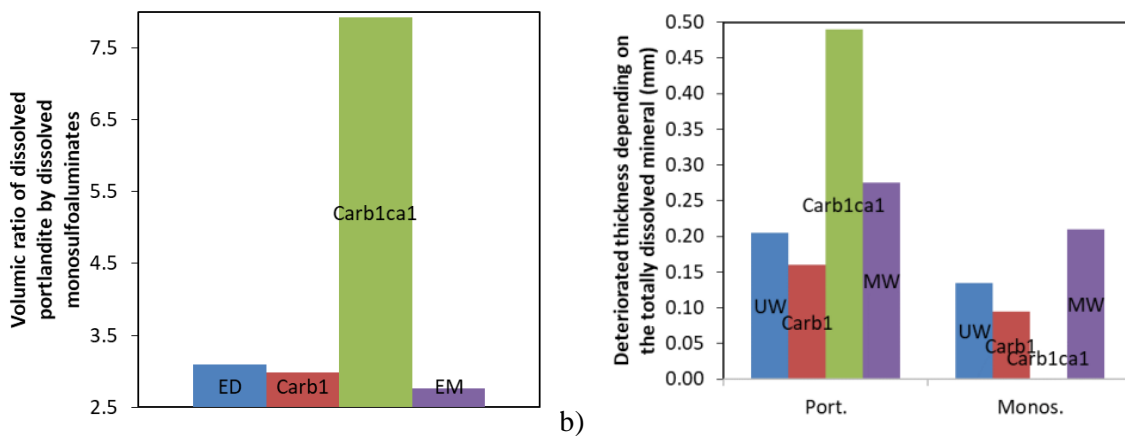 Volumic ratio of dissolved
portlandite by dissolved
monosulfoaluminates
7.5
6.5
5.5
4.5
3.5
2.5
ED
Carb1
Carb1ca1
EM
b)
Deteriorated thickness depending on
the totally dissolved mineral (mm)
0.50
0.45
0.40
0.35
0.30
0.25
0.20
0.15
0.10
0.05
0.00
UW
Carb1
Carb1ca1
MW
UW
Carb1
Carb1ca1
MW
Port.
Monos.